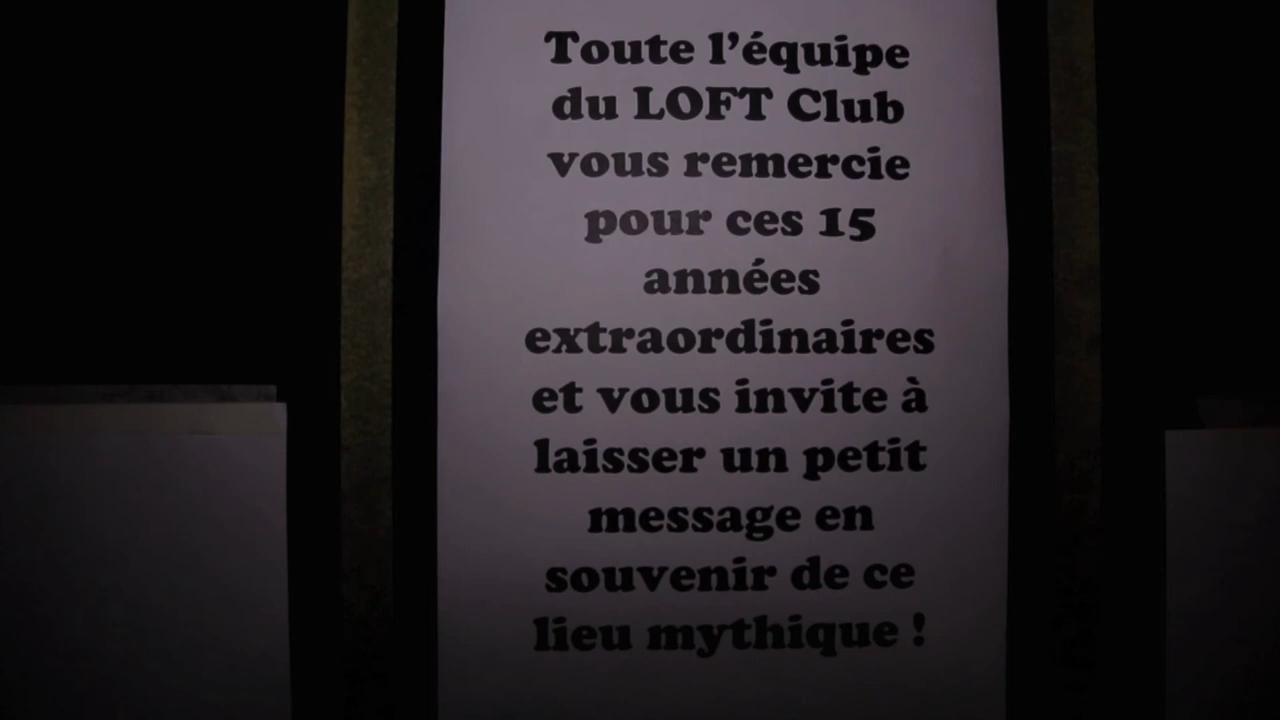 Toute l’équipe
du LOFT Club
vous remercie
pour ces 15
années
extraordinaires
et vous invite à
laisser un petit
message en
souvenir de ce
lieu mythique !